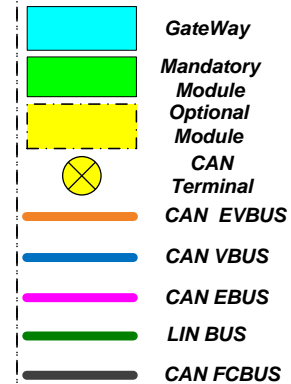 GateWay
Mandatory
Module
Optional
Module
CAN
Terminal
CAN EVBUS
CAN VBUS
CAN EBUS
LIN BUS
CAN FCBUS